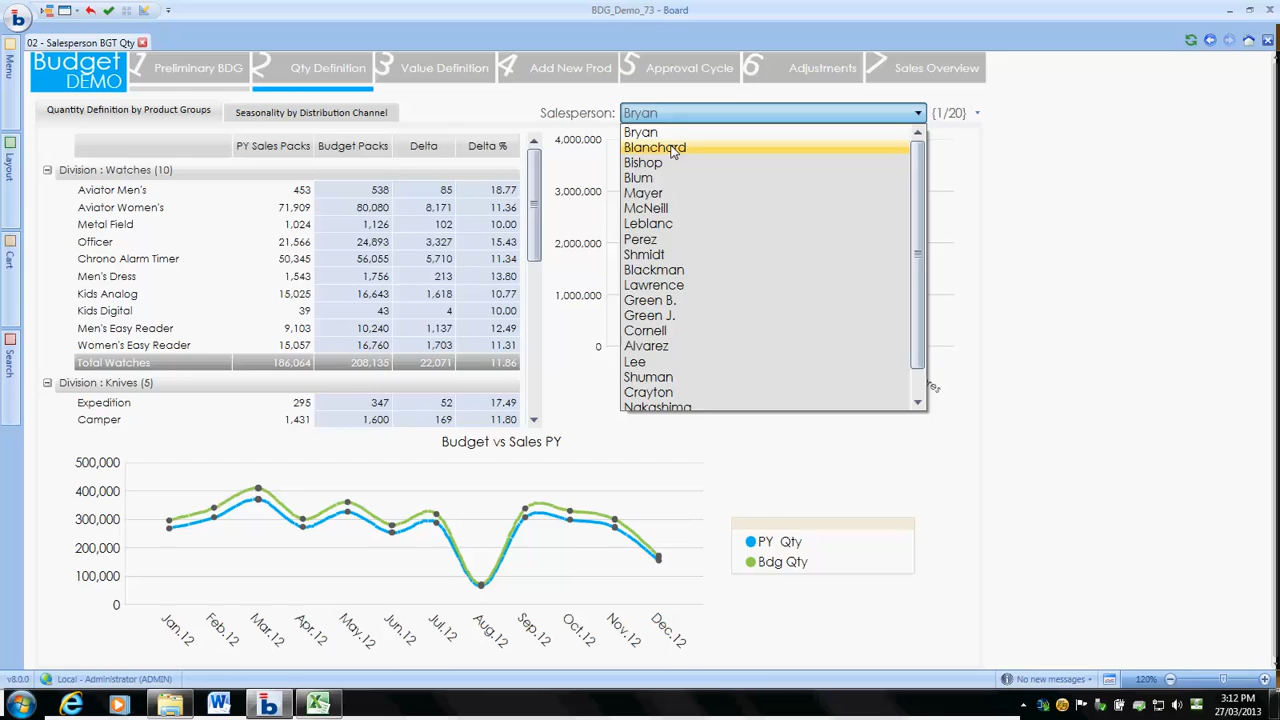 BDG_Demo_73 - Board
02 - Salesperson BGT Qty
Menu
Layout
Cart
Search
Budget
DEMO
1 Preliminary BDG
2 Qty Definition
3 Value Definition
4 Add New Prod
5 Approval Cycle
6 Adjustments
7 Sales Overview
Quantity Definition by Product Groups
Seasonality by Distribution Channel
Salesperson: Bryan {1/20}
PY Sales Packs Budget Packs Delta Delta %
Division : Watches (10)
Aviator Men's 453 538 85 18.77
Aviator Women's 71,909 80,080 8,171 11.36
Metal Field 1,024 1,126 102 10.00
Officer 21,566 24,893 3,327 15.43
Chrono Alarm Timer 50,345 56,055 5,710 11.34
Men's Dress 1,543 1,756 213 13.80
Kids Analog 15,025 16,643 1,618 10.77
Kids Digital 39 43 4 10.00
Men's Easy Reader 9,103 10,240 1,137 12.49
Women's Easy Reader 15,057 16,760 1,703 11.31
Total Watches 186,064 208,135 22,071 11.86
Division : Knives (5)
Expedition 295 347 52 17.49
Camper 1,431 1,600 169 11.80
4,000,000
3,000,000
2,000,000
1,000,000
0
Bryan
Blanchard
Bishop
Blum
Mayer
McNeill
Leblanc
Perez
Shmidt
Blackman
Lawrence
Green B.
Green J.
Cornell
Alvarez
Lee
Shuman
Crayton
Nakashima
Budget vs Sales PY
500,000
400,000
300,000
200,000
100,000
0
Jan.12 Feb.12 Mar.12 Apr.12 May.12 Jun.12 Jul.12 Aug.12 Sep.12 Oct.12 Nov.12 Dec.12
PY Qty
Bdg Qty
v8.0.0 Local - Administrator (ADMIN)
No new messages
120%
3:12 PM
27/03/2013